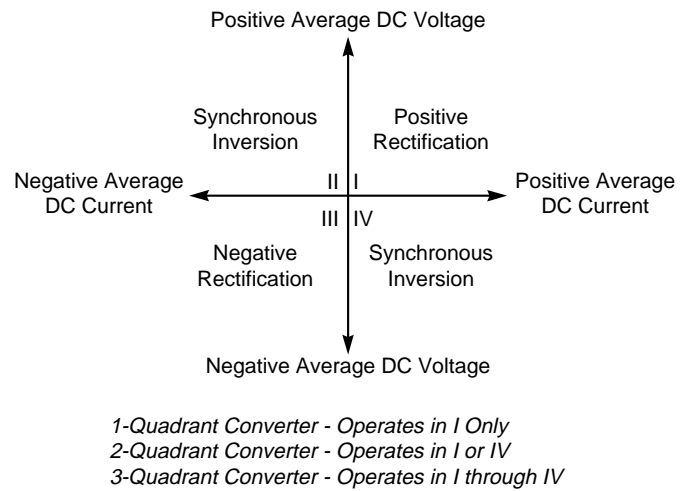 Positive Average DC Voltage
Synchronous
Inversion
Positive
Rectification
Negative Average
DC Current
II
I
Positive Average
DC Current
III
IV
Negative
Rectification
Synchronous
Inversion
Negative Average DC Voltage
1-Quadrant Converter - Operates in I Only
2-Quadrant Converter - Operates in I or IV
3-Quadrant Converter - Operates in I through IV